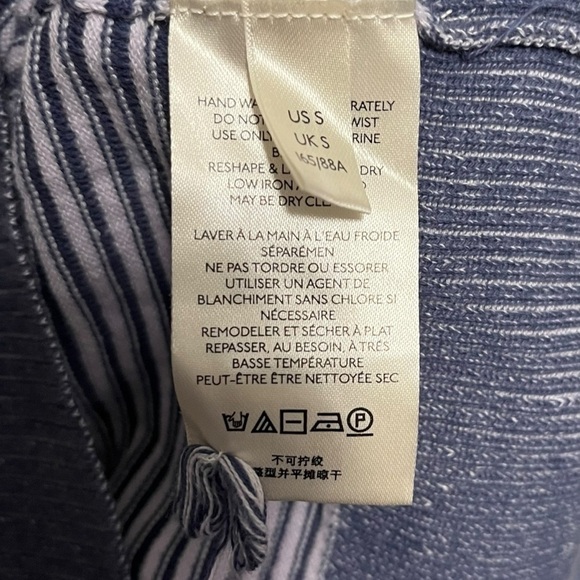 HAND WA RATELY
DO NOT WIST
USE ONL RINE
B
RESHAPE & L DRY
LOW IRON A D
MAY BE DRY CLE
US S
UK S
165/88A
LAVER À LA MAIN À L'EAU FROIDE
SÉPARÉMEN
NE PAS TORDRE OU ESSORER
UTILISER UN AGENT DE
BLANCHIMENT SANS CHLORE SI
NÉCESSAIRE
REMODELER ET SÉCHER À PLAT
REPASSER, AU BESOIN, À TRÈS
BASSE TEMPÉRATURE
PEUT-ÊTRE ÊTRE NETTOYÉE SEC
P
不可拧绞
整型并平摊晾干